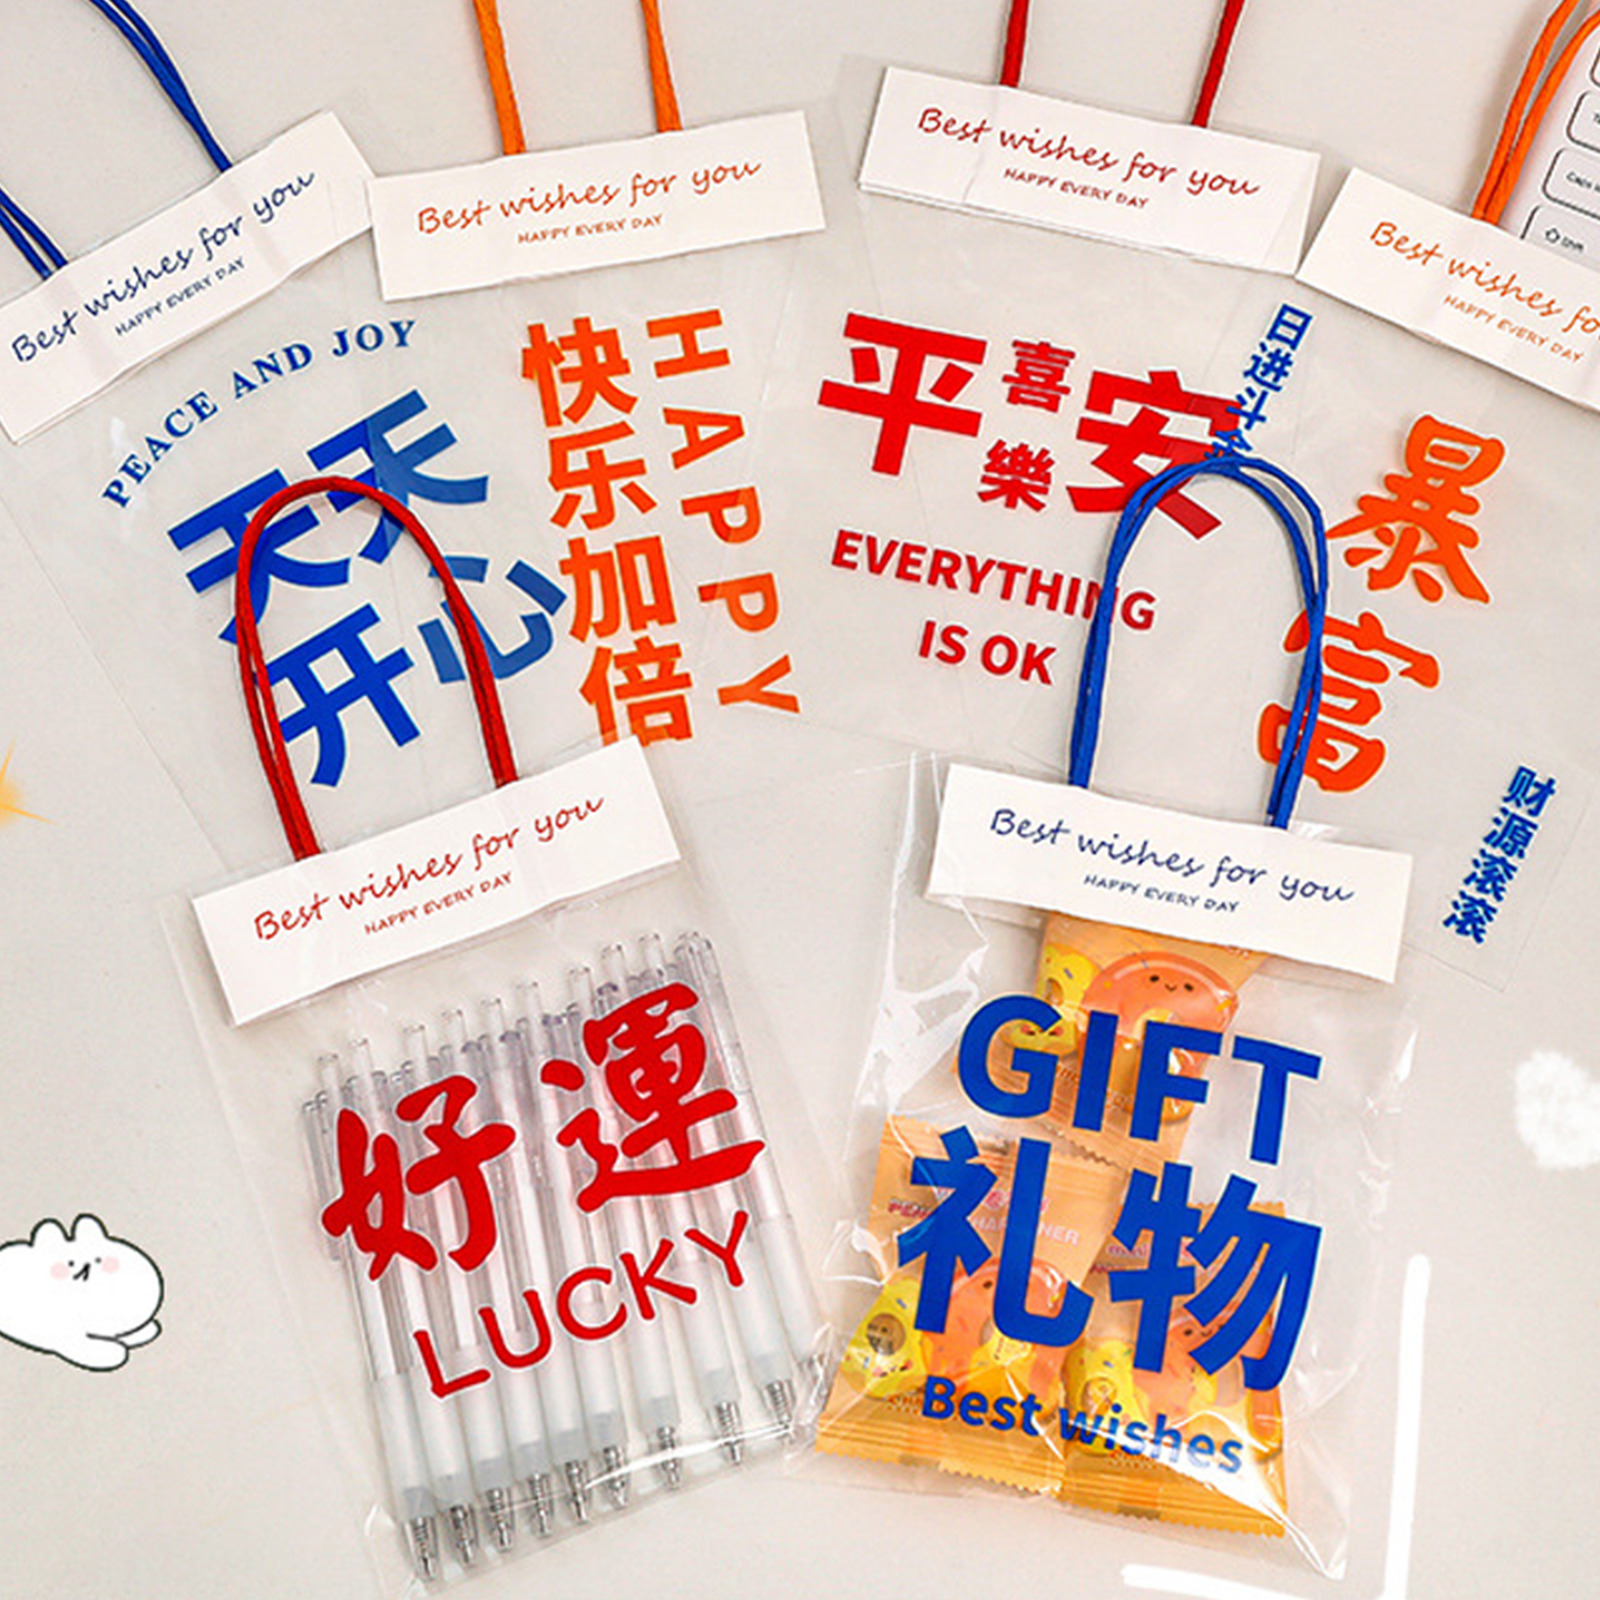 Best wishes for you
HAPPY EVERY DAY
PEACE AND JOY
天天
开心
Best wishes for you
HAPPY EVERY DAY
快乐加倍
HAPPY
Best wishes for you
HAPPY EVERY DAY
平喜樂安
EVERYTHING
IS OK
Best wishes fo
HAPPY EVERY DAY
日进斗金
暴富
财源滚滚
Best wishes for you
HAPPY EVERY DAY
好運
LUCKY
Best wishes for you
HAPPY EVERY DAY
GIFT
礼物
Best wishes